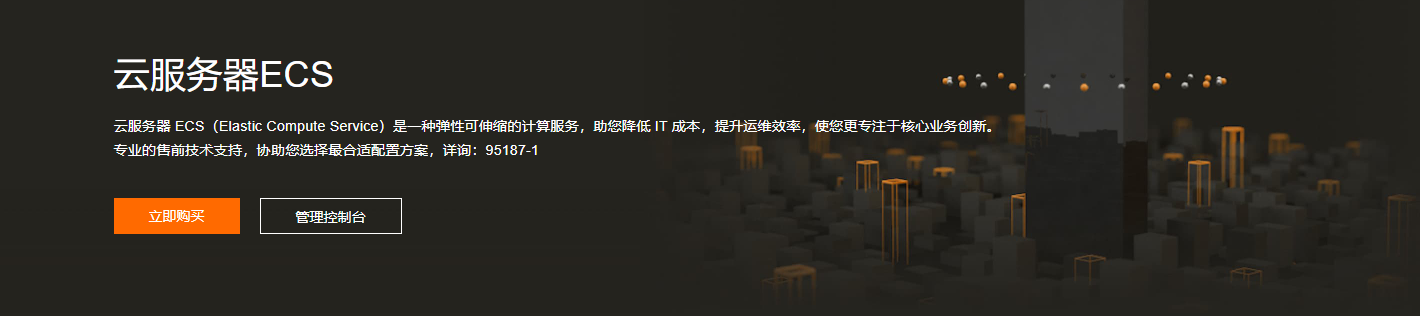 云服务器ECS
云服务器 ECS（Elastic Compute Service）是一种弹性可伸缩的计算服务，助您降低 IT 成本，提升运维效率，使您更专注于核心业务创新。
专业的售前技术支持，协助您选择最合适配置方案，详询：95187-1
立即购买
管理控制台